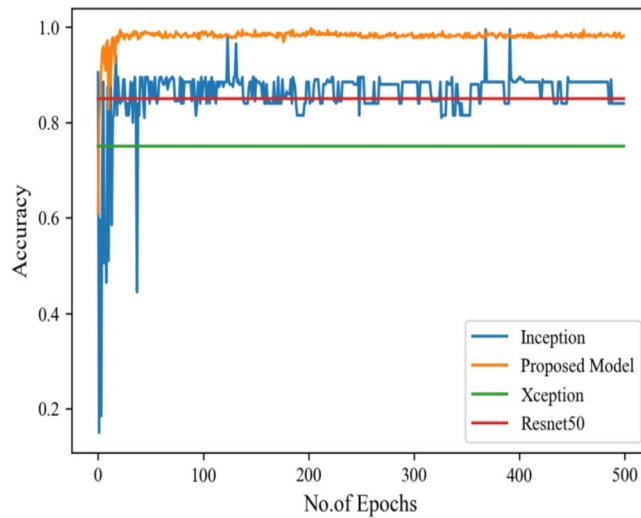 1.0
0.8
0.6
0.4
0.2
Accuracy
0
100
200
300
400
500
No.of Epochs
Inception
Proposed Model
Xception
Resnet50